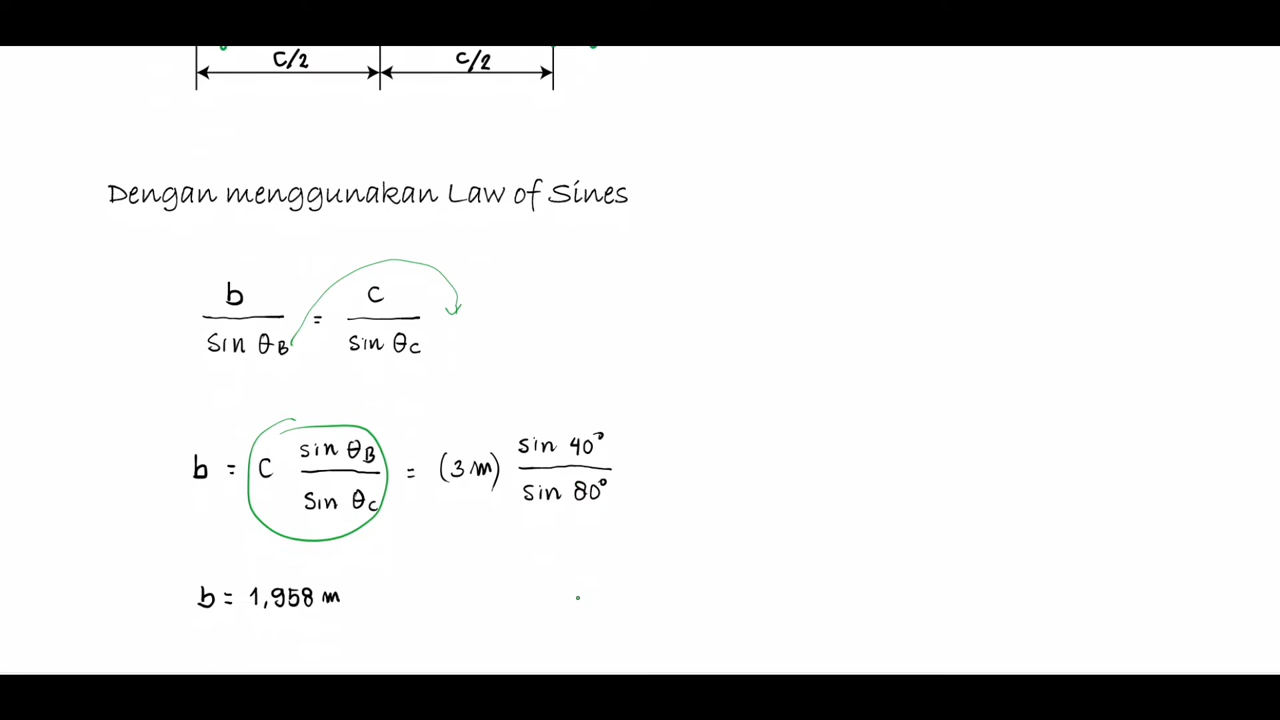 C/2 C/2
Dengan menggunakan Law of Sines
b / sin θB = c / sin θC
b = C sin θB / sin θC = (3 m) sin 40° / sin 80°
b = 1,958 m